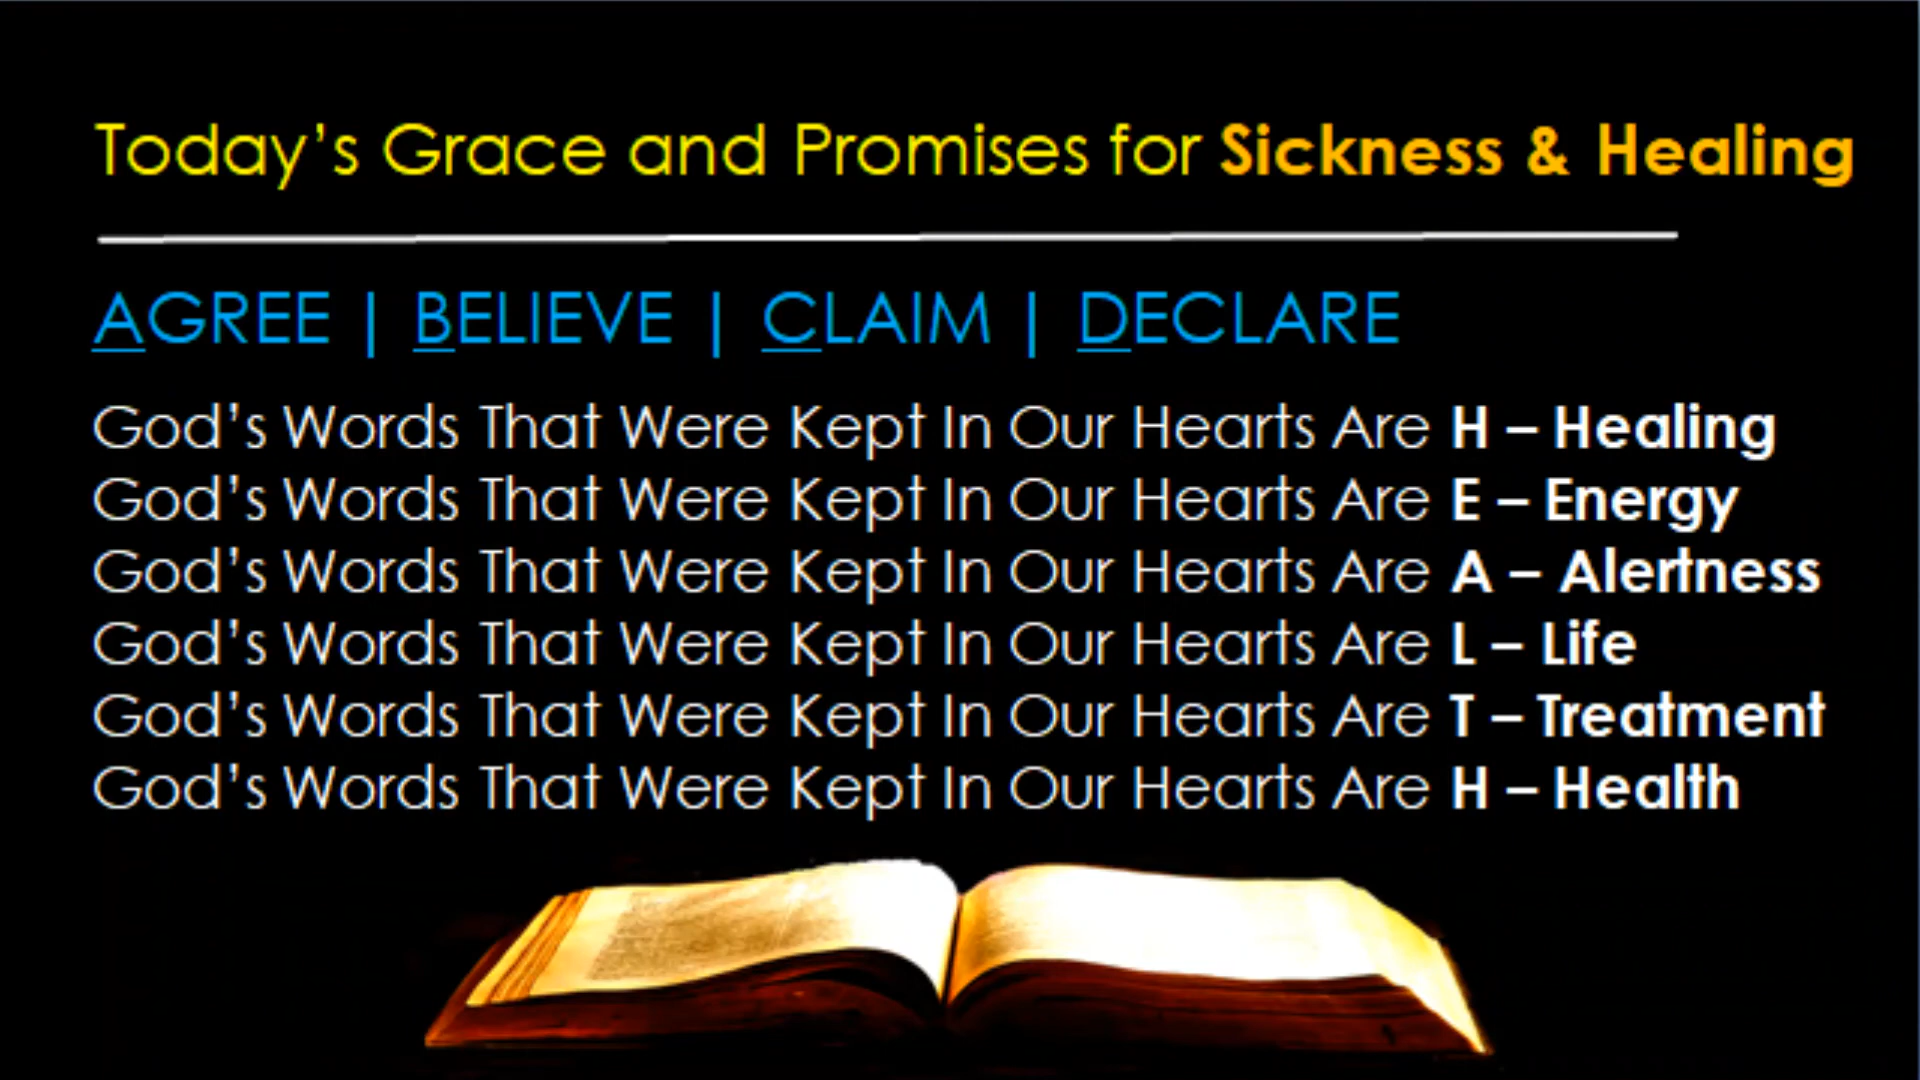 Today’s Grace and Promises for Sickness & Healing
AGREE | BELIEVE | CLAIM | DECLARE
God’s Words That Were Kept In Our Hearts Are H – Healing
God’s Words That Were Kept In Our Hearts Are E – Energy
God’s Words That Were Kept In Our Hearts Are A – Alertness
God’s Words That Were Kept In Our Hearts Are L – Life
God’s Words That Were Kept In Our Hearts Are T – Treatment
God’s Words That Were Kept In Our Hearts Are H – Health